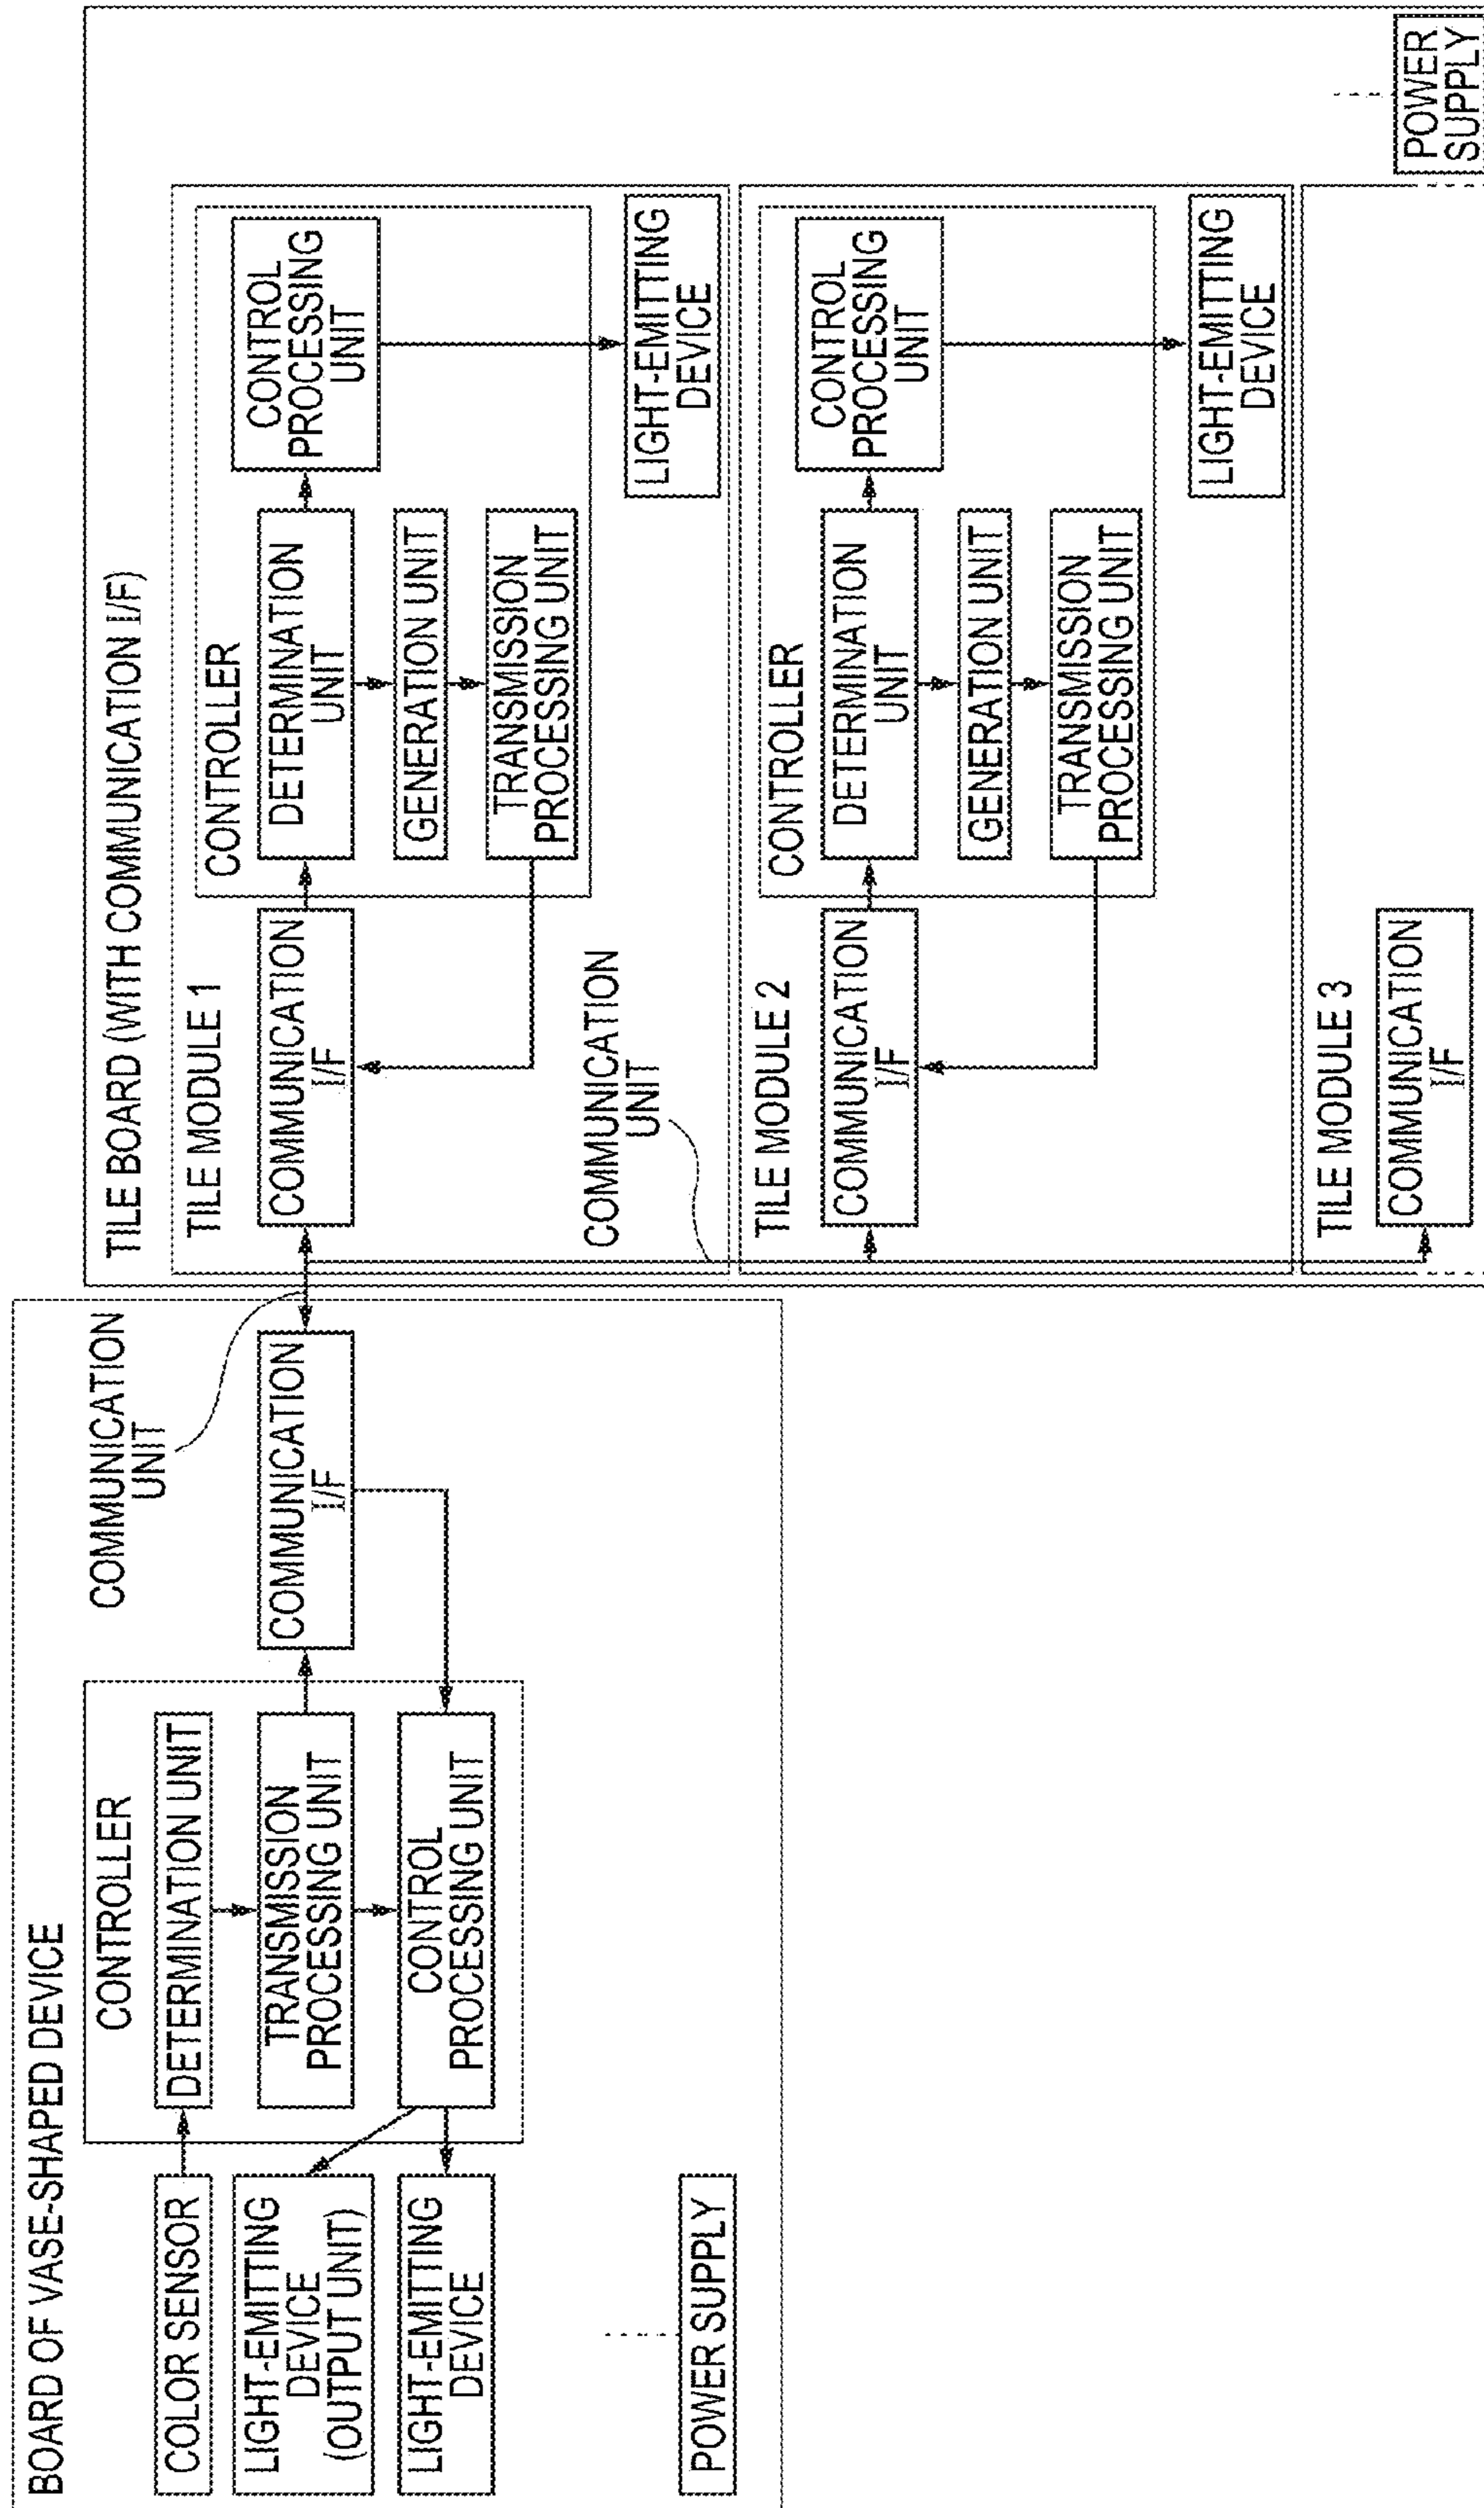 BOARD OF VASE-SHAPED DEVICE
COLOR SENSOR
LIGHT-EMITTING
DEVICE
(OUTPUT UNIT)
LIGHT-EMITTING
DEVICE
POWER SUPPLY
CONTROLLER
DETERMINATION UNIT
TRANSMISSION
PROCESSING UNIT
CONTROL
PROCESSING UNIT
COMMUNICATION
UNIT
COMMUNICATION
I/F
TILE BOARD (WITH COMMUNICATION I/F)
TILE MODULE 1
COMMUNICATION
I/F
COMMUNICATION
UNIT
CONTROLLER
DETERMINATION
UNIT
GENERATION UNIT
TRANSMISSION
PROCESSING UNIT
CONTROL
PROCESSING
UNIT
LIGHT-EMITTING
DEVICE
TILE MODULE 2
COMMUNICATION
I/F
CONTROLLER
DETERMINATION
UNIT
GENERATION UNIT
TRANSMISSION
PROCESSING UNIT
CONTROL
PROCESSING
UNIT
LIGHT-EMITTING
DEVICE
TILE MODULE 3
COMMUNICATION
I/F
POWER
SUPPLY